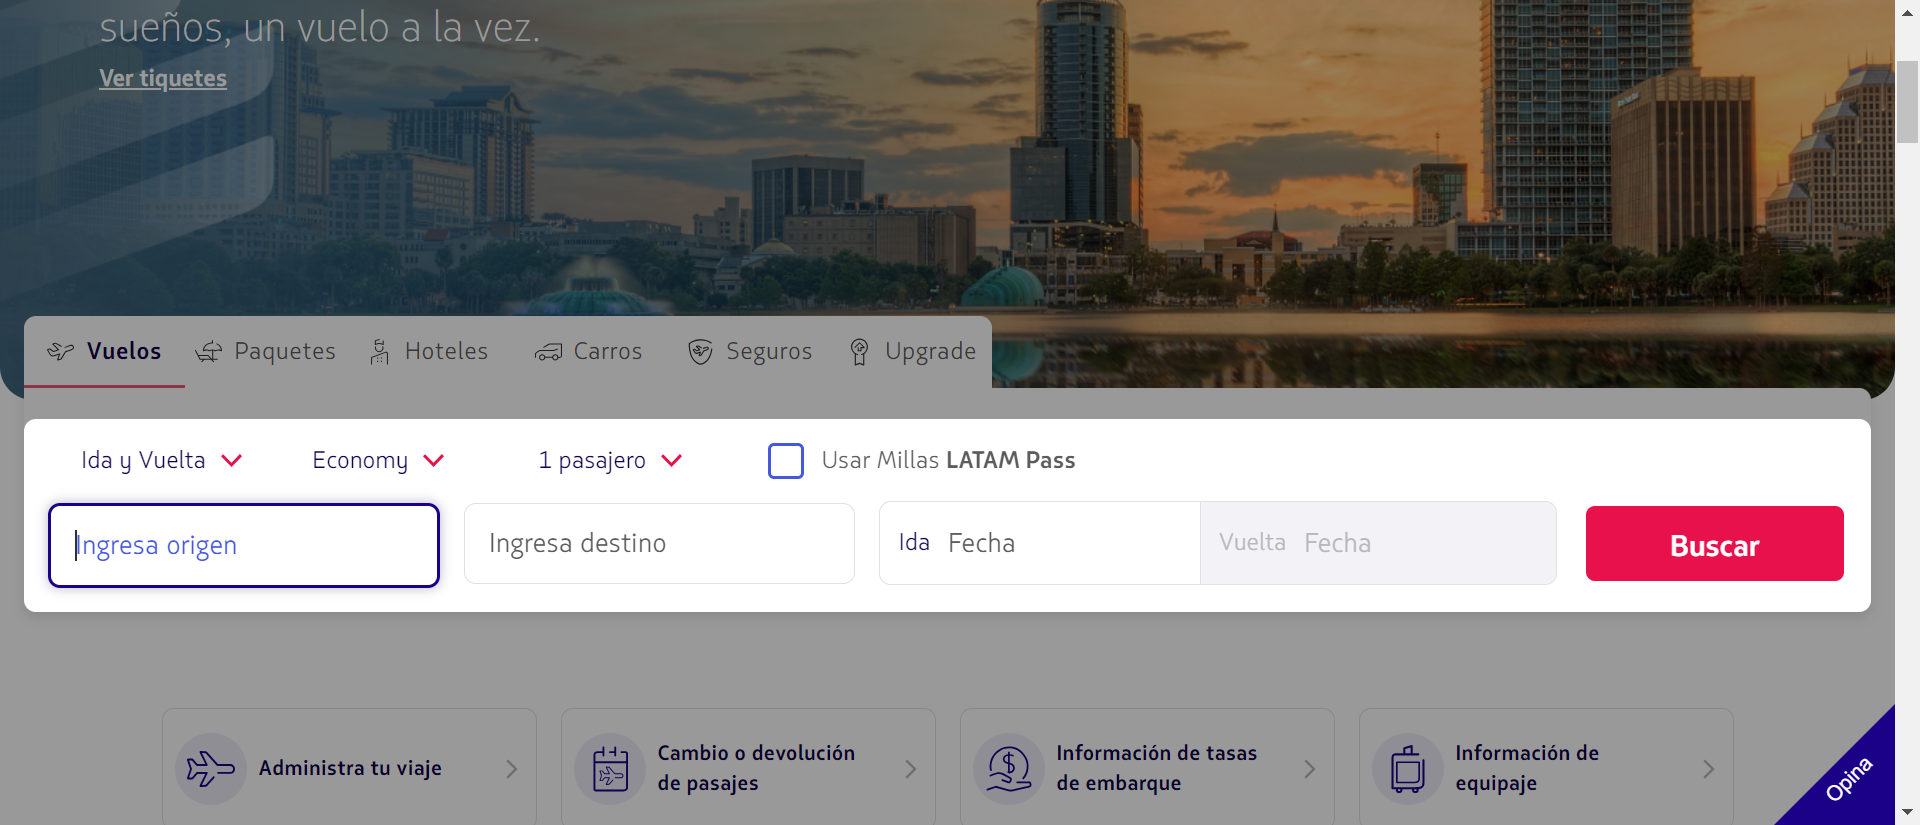 sueños, un vuelo a la vez.
Ver tiquetes
Vuelos
Paquetes
Hoteles
Carros
Seguros
Upgrade
Ida y Vuelta
Economy
1 pasajero
Usar Millas LATAM Pass
Ingresa origen
Ingresa destino
Ida Fecha
Vuelta Fecha
Buscar
Administra tu viaje
Cambio o devolución
de pasajes
Información de tasas
de embarque
Información de
equipaje
Opina